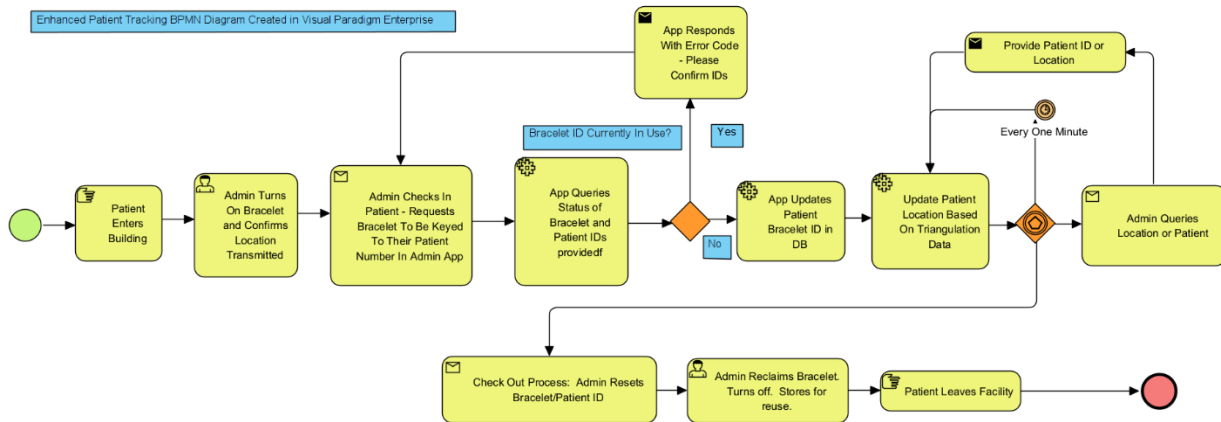 Enhanced Patient Tracking BPMN Diagram Created in Visual Paradigm Enterprise
App Responds
With Error Code
- Please
Confirm IDs
Provide Patient ID or
Location
Every One Minute
Bracelet ID Currently In Use?
Yes
Patient
Enters
Building
Admin Turns
On Bracelet
and Confirms
Location
Transmitted
Admin Checks In
Patient - Requests
Bracelet To Be Keyed
To Their Patient
Number In Admin App
App Queries
Status of
Bracelet and
Patient IDs
providedf
No
App Updates
Patient
Bracelet ID in
DB
Update Patient
Location Based
On Triangulation
Data
Admin Queries
Location or Patient
Check Out Process:  Admin Resets
Bracelet/Patient ID
Admin Reclaims Bracelet.
Turns off.  Stores for
reuse.
Patient Leaves Facility